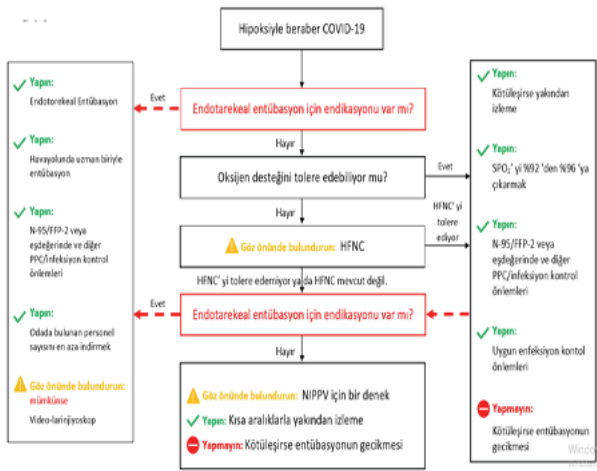 Hipoksiyle beraber COVID-19
Yapın:
Endotorekeal Entübasyon
Yapın:
Havayolunda uzman biriyle
entübasyon
Yapın:
N-95/FFP-2 veya
eşdeğerinde ve diğer
PPC/infeksiyon kontrol
önlemleri
Yapın:
Odada bulunan personel
sayısını en aza indirmek
Göz önünde bulundurun:
mümkünse
Video-larinjiyoskop
Evet
Endotarekeal entübasyon için endikasyonu var mı?
Hayır
Oksijen desteğini tolere edebiliyor mu?
Evet
Hayır
Göz önünde bulundurun: HFNC
HFNC' yi
tolere
ediyor
HFNC' yi tolere edemiyor ya da HFNC mevcut değil.
Evet
Endotarekeal entübasyon için endikasyonu var mı?
Hayır
Göz önünde bulundurun: NIPPV için bir denek
Yapın: Kısa aralıklarla yakından izleme
Yapmayın: Kötüleşirse entübasyonun gecikmesi
Yapın:
Kötüleşirse yakından
izleme
Yapın:
SPO₂' yi %92 'den %96 'ya
çıkarmak
Yapın:
N-95/FFP-2 veya
eşdeğerinde ve diğer
PPC/infeksiyon kontrol
önlemleri
Yapın:
Uygun enfeksiyon kontol
önlemleri
Yapmayın:
Kötüleşirse entübasyonun
gecikmesi
Windo